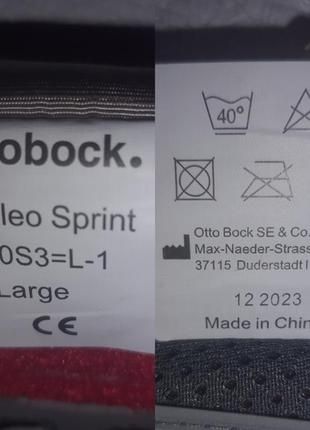 obock.
leo Sprint
0S3=L-1
Large
CE
40°
Otto Bock SE & Co.
Max-Naeder-Strass
37115 Duderstadt
12 2023
Made in Chin